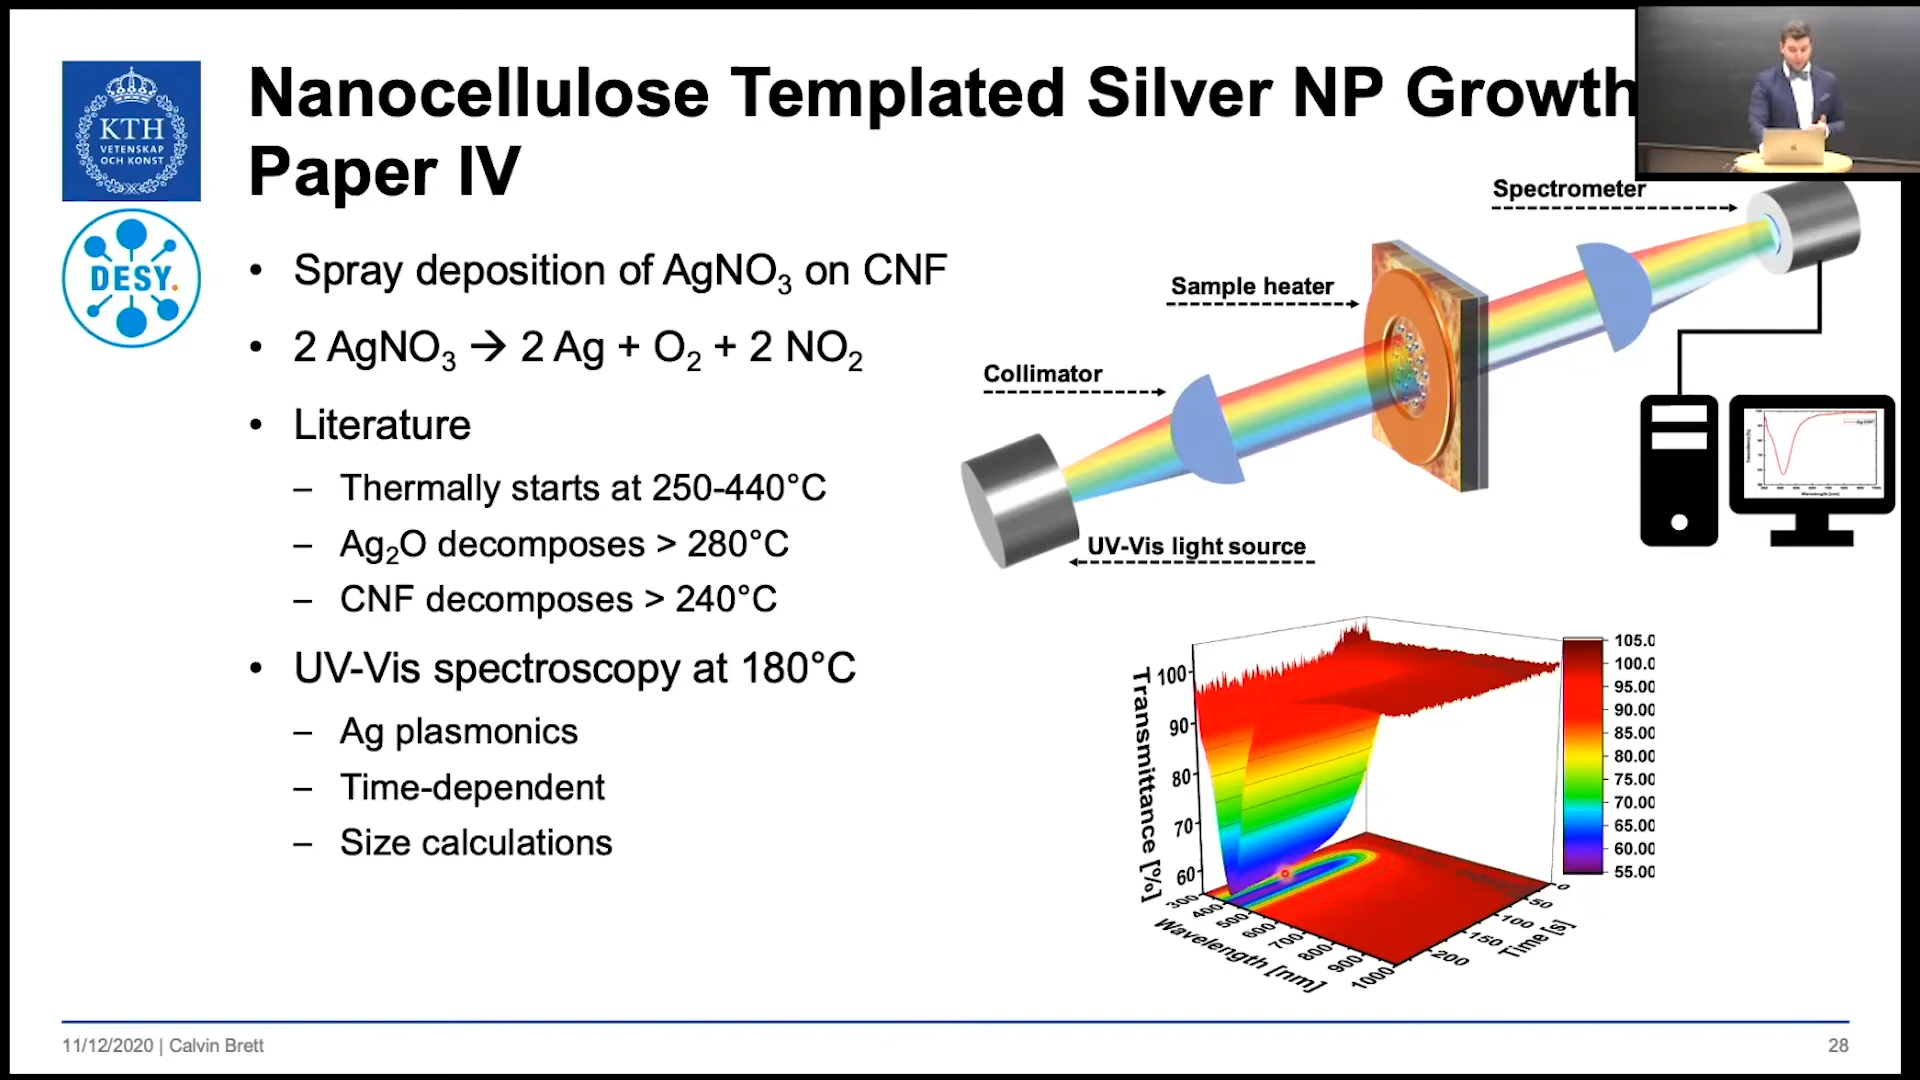 Nanocellulose Templated Silver NP Growth
Paper IV
KTH
VETENSKAP
OCH KONST
DESY.
• Spray deposition of AgNO₃ on CNF
• 2 AgNO₃ → 2 Ag + O₂ + 2 NO₂
• Literature
– Thermally starts at 250-440°C
– Ag₂O decomposes > 280°C
– CNF decomposes > 240°C
• UV-Vis spectroscopy at 180°C
– Ag plasmonics
– Time-dependent
– Size calculations
Spectrometer
Sample heater
Collimator
UV-Vis light source
Transmittance [%]
100
90
80
70
60
300
400
500
600
700
800
900
1000
Wavelength [nm]
0
50
100
150
200
Time [s]
105.0
100.0
95.00
90.00
85.00
80.00
75.00
70.00
65.00
60.00
55.00
11/12/2020 | Calvin Brett
28